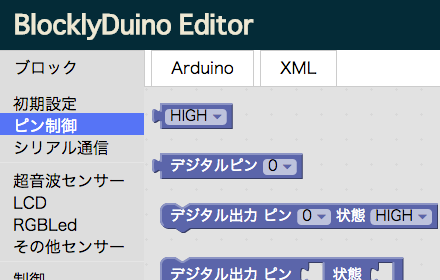 BlocklyDuino Editor
ブロック
Arduino XML
初期設定
ピン制御
シリアル通信
超音波センサー
LCD
RGBLed
その他センサー
制御
HIGH
デジタルピン 0
デジタル出力 ピン 0 状態 HIGH
デジタル出力 ピン 状態